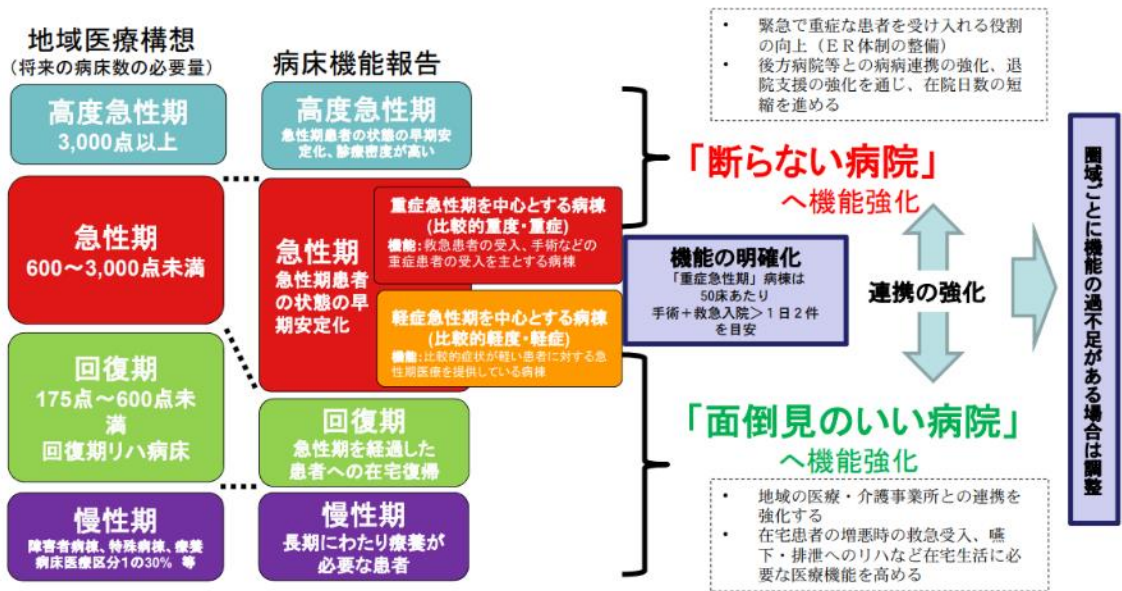 地域医療構想
(将来の病床数の必要量)
高度急性期
3,000点以上
急性期
600～3,000点未満
回復期
175点～600点未
満
回復期リハ病床
慢性期
障害者病棟、特殊病棟、療養
病床医療区分1の30% 等
病床機能報告
高度急性期
急性期患者の状態の早期安
定化、診療密度が高い
急性期
急性期患者
の状態の早
期安定化
重症急性期を中心とする病棟
(比較的重度・重症)
機能:救急患者の受入、手術などの
重症患者の受入を主とする病棟
軽症急性期を中心とする病棟
(比較的軽度・軽症)
機能:比較的症状が軽い患者に対する急
性期医療を提供している病棟
回復期
急性期を経過した
患者への在宅復帰
慢性期
長期にわたり療養が
必要な患者
機能の明確化
「重症急性期」病棟は
50床あたり
手術＋救急入院＞1日2件
を目安
• 緊急で重症な患者を受け入れる役割
の向上（ＥＲ体制の整備）
• 後方病院等との病病連携の強化、退
院支援の強化を通じ、在院日数の短
縮を進める
「断らない病院」
へ機能強化
連携の強化
「面倒見のいい病院」
へ機能強化
• 地域の医療・介護事業所との連携を
強化する
• 在宅患者の増悪時の救急受入、嚥
下・排泄へのリハなど在宅生活に必
要な医療機能を高める
圏域ごとに機能の過不足がある場合は調整